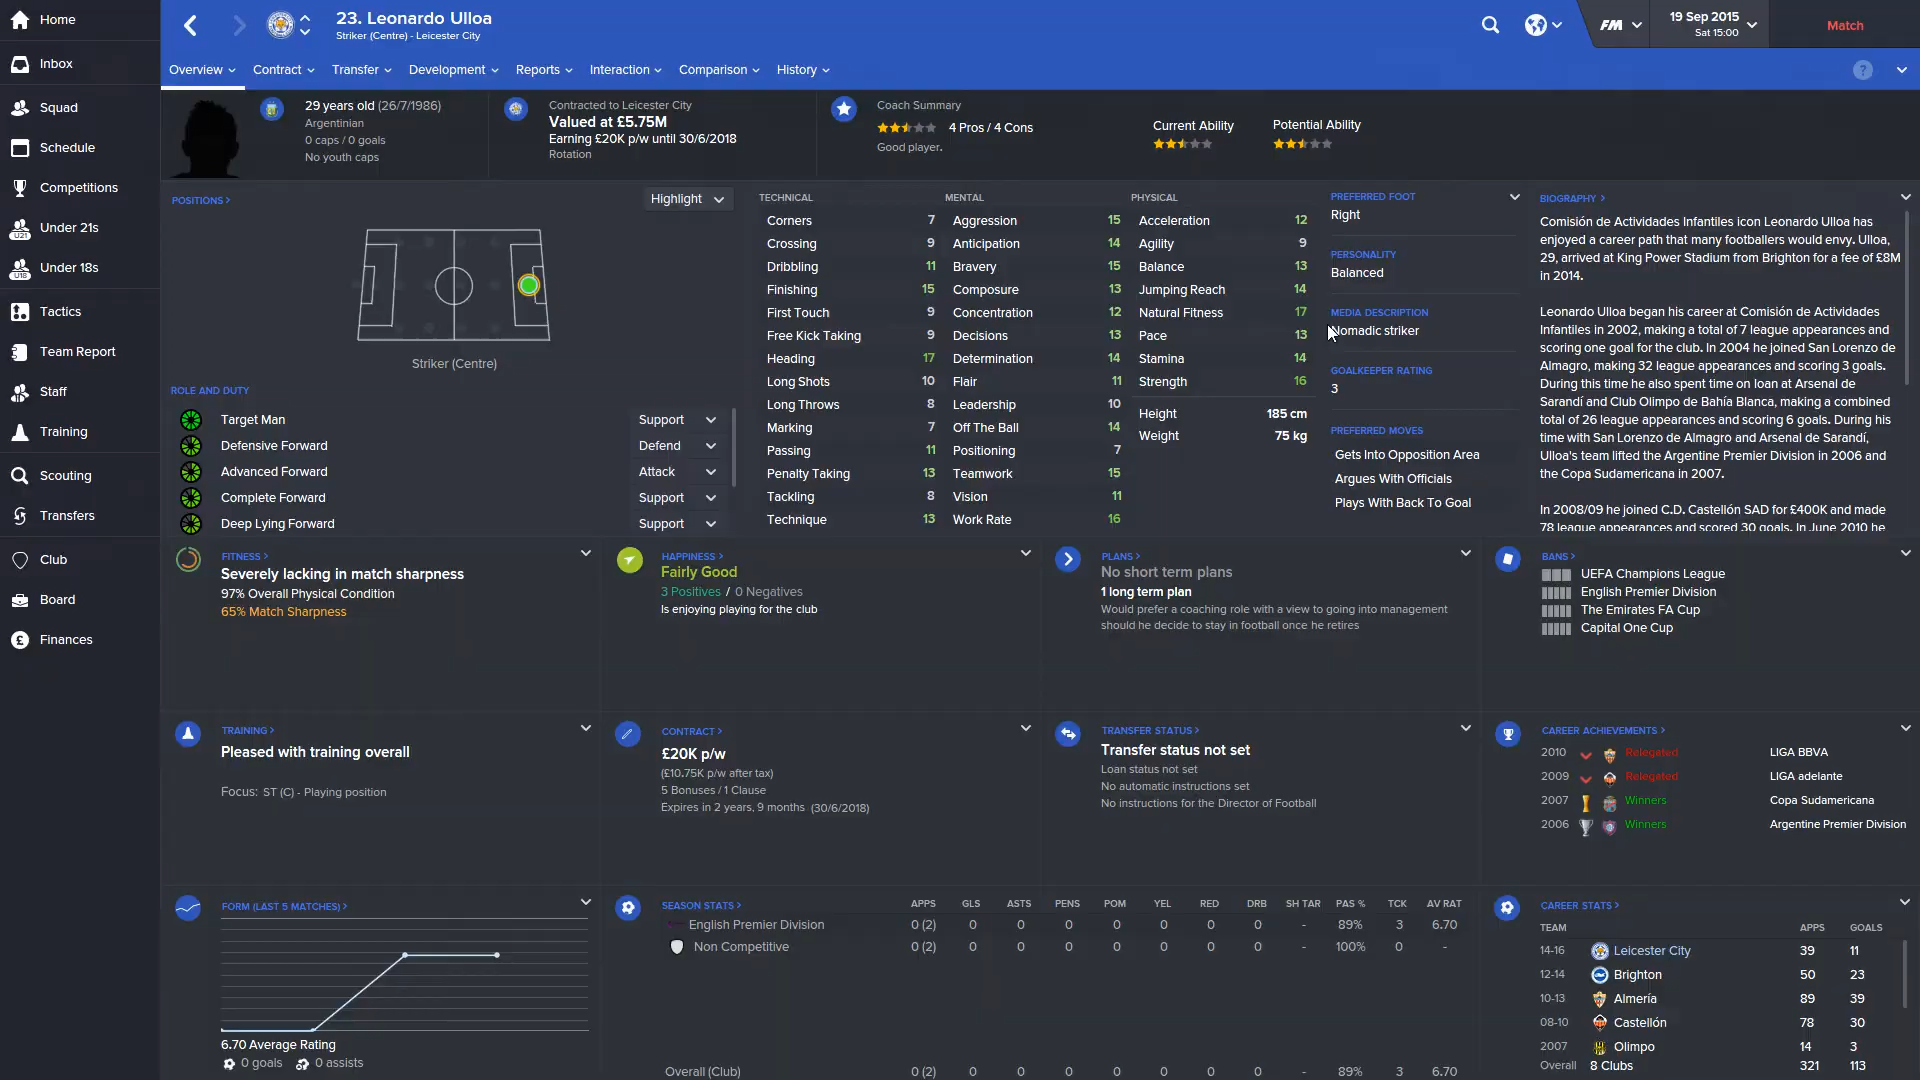 Home
Inbox
Squad
Schedule
Competitions
Under 21s
Under 18s
Tactics
Team Report
Staff
Training
Scouting
Transfers
Club
Board
Finances
23. Leonardo Ulloa
Striker (Centre) - Leicester City
FM
19 Sep 2015
Sat 15:00
Match
Overview
Contract
Transfer
Development
Reports
Interaction
Comparison
History
?
29 years old (26/7/1986)
Argentinian
0 caps / 0 goals
No youth caps
Contracted to Leicester City
Valued at £5.75M
Earning £20K p/w until 30/6/2018
Rotation
Coach Summary
4 Pros / 4 Cons
Good player.
Current Ability
Potential Ability
POSITIONS >
Highlight
Striker (Centre)
ROLE AND DUTY
Target Man Support
Defensive Forward Defend
Advanced Forward Attack
Complete Forward Support
Deep Lying Forward Support
TECHNICAL
Corners 7
Crossing 9
Dribbling 11
Finishing 15
First Touch 9
Free Kick Taking 9
Heading 17
Long Shots 10
Long Throws 8
Marking 7
Passing 11
Penalty Taking 13
Tackling 8
Technique 13
MENTAL
Aggression 15
Anticipation 14
Bravery 15
Composure 13
Concentration 12
Decisions 13
Determination 14
Flair 11
Leadership 10
Off The Ball 14
Positioning 7
Teamwork 15
Vision 11
Work Rate 16
PHYSICAL
Acceleration 12
Agility 9
Balance 13
Jumping Reach 14
Natural Fitness 17
Pace 13
Stamina 14
Strength 16
Height 185 cm
Weight 75 kg
PREFERRED FOOT
Right
PERSONALITY
Balanced
MEDIA DESCRIPTION
Nomadic striker
GOALKEEPER RATING
3
PREFERRED MOVES
Gets Into Opposition Area
Argues With Officials
Plays With Back To Goal
BIOGRAPHY >
Comisión de Actividades Infantiles icon Leonardo Ulloa has
enjoyed a career path that many footballers would envy. Ulloa,
29, arrived at King Power Stadium from Brighton for a fee of £8M
in 2014.
Leonardo Ulloa began his career at Comisión de Actividades
Infantiles in 2002, making a total of 7 league appearances and
scoring one goal for the club. In 2004 he joined San Lorenzo de
Almagro, making 32 league appearances and scoring 3 goals.
During this time he also spent time on loan at Arsenal de
Sarandí and Club Olimpo de Bahía Blanca, making a combined
total of 26 league appearances and scoring 6 goals. During his
time with San Lorenzo de Almagro and Arsenal de Sarandí,
Ulloa's team lifted the Argentine Premier Division in 2006 and
the Copa Sudamericana in 2007.
In 2008/09 he joined C.D. Castellón SAD for £400K and made
78 league appearances and scored 30 goals. In June 2010 he
FITNESS >
Severely lacking in match sharpness
97% Overall Physical Condition
65% Match Sharpness
HAPPINESS >
Fairly Good
3 Positives / 0 Negatives
Is enjoying playing for the club
PLANS >
No short term plans
1 long term plan
Would prefer a coaching role with a view to going into management
should he decide to stay in football once he retires
BANS >
UEFA Champions League
English Premier Division
The Emirates FA Cup
Capital One Cup
TRAINING >
Pleased with training overall
Focus: ST (C) - Playing position
CONTRACT >
£20K p/w
(£10.75K p/w after tax)
5 Bonuses / 1 Clause
Expires in 2 years, 9 months (30/6/2018)
TRANSFER STATUS >
Transfer status not set
Loan status not set
No automatic instructions set
No instructions for the Director of Football
CAREER ACHIEVEMENTS >
2010 Relegated LIGA BBVA
2009 Relegated LIGA adelante
2007 Winners Copa Sudamericana
2006 Winners Argentine Premier Division
FORM (LAST 5 MATCHES) >
6.70 Average Rating
0 goals 0 assists
SEASON STATS > APPS GLS ASTS PENS POM YEL RED DRB SH TAR PAS % TCK AV RAT
English Premier Division 0 (2) 0 0 0 0 0 0 0 - 89% 3 6.70
Non Competitive 0 (2) 0 0 0 0 0 0 0 - 100% 0 -
Overall (Club) 0 (2) 0 0 0 0 0 0 0 - 89% 3 6.70
CAREER STATS >
TEAM APPS GOALS
14-16 Leicester City 39 11
12-14 Brighton 50 23
10-13 Almería 89 39
08-10 Castellón 78 30
2007 Olimpo 14 3
Overall 8 Clubs 321 113